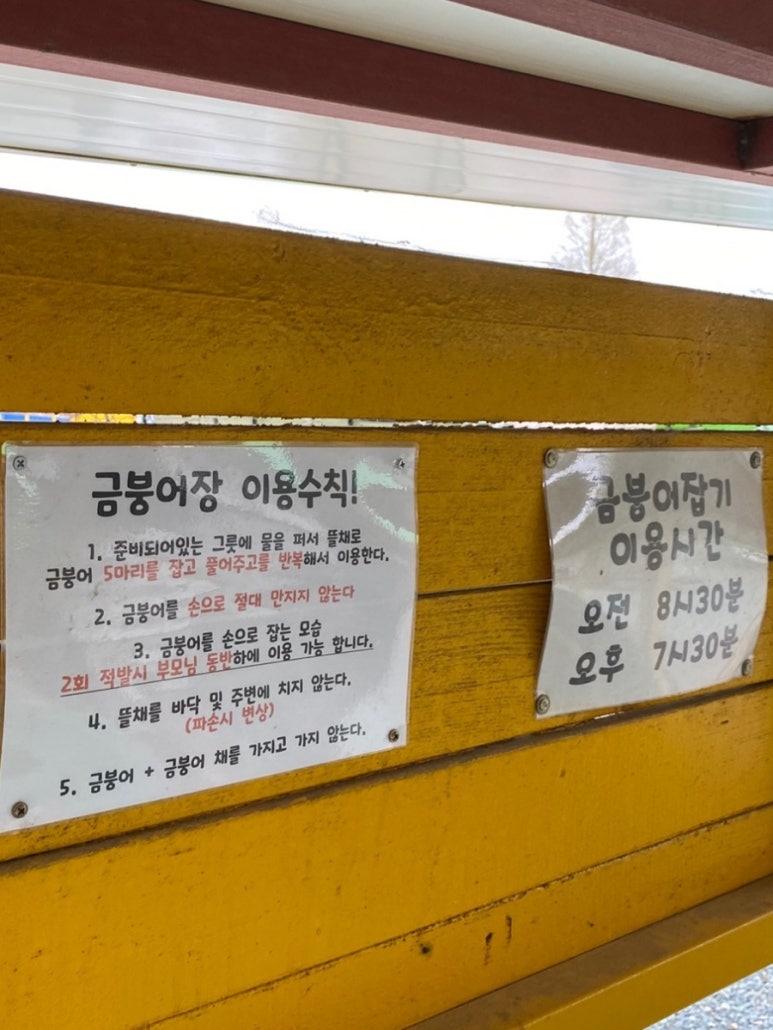 금붕어장 이용수칙!
1. 준비되어있는 그릇에 물을 퍼서 뜰채로
금붕어 5마리를 잡고 풀어주고를 반복해서 이용한다.
2. 금붕어를 손으로 절대 만지지 않는다
3. 금붕어를 손으로 잡는 모습
2회 적발시 부모님 동반하에 이용 가능 합니다.
4. 뜰채를 바닥 및 주변에 치지 않는다.
(파손시 변상)
5. 금붕어 + 금붕어 채를 가지고 가지 않는다.
금붕어잡기
이용시간
오전 8시30분
오후 7시30분